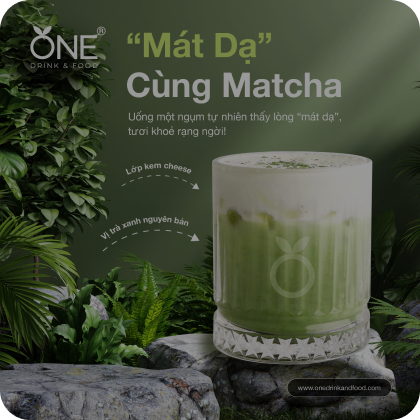 ONE®
DRINK & FOOD
“Mát Dạ”
Cùng Matcha
Uống một ngụm tự nhiên thấy lòng “mát dạ”,
tươi khoẻ rạng ngời!
Lớp kem cheese
Vị trà xanh nguyên bản
www.onedrinkandfood.com